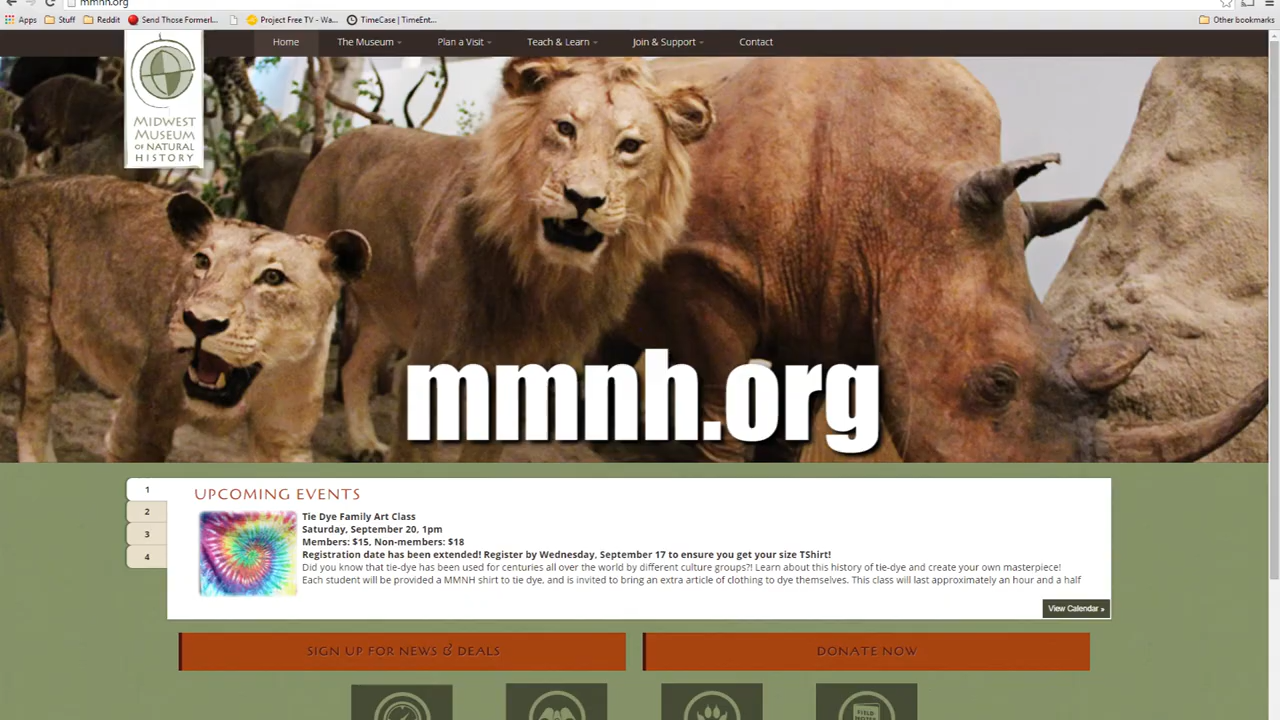 mmnh.org
Apps
Stuff
Reddit
Send Those Formerl...
Project Free TV - Wa...
TimeCase | TimeEnt...
Other bookmarks
Home
The Museum
Plan a Visit
Teach & Learn
Join & Support
Contact
MIDWEST
MUSEUM
OF NATURAL
HISTORY
mmnh.org
1
2
3
4
UPCOMING EVENTS
Tie Dye Family Art Class
Saturday, September 20, 1pm
Members: $15, Non-members: $18
Registration date has been extended! Register by Wednesday, September 17 to ensure you get your size TShirt!
Did you know that tie-dye has been used for centuries all over the world by different culture groups?! Learn about this history of tie-dye and create your own masterpiece!
Each student will be provided a MMNH shirt to tie dye, and is invited to bring an extra article of clothing to dye themselves. This class will last approximately an hour and a half
View Calendar »
SIGN UP FOR NEWS & DEALS
DONATE NOW
FIELD
NOTES